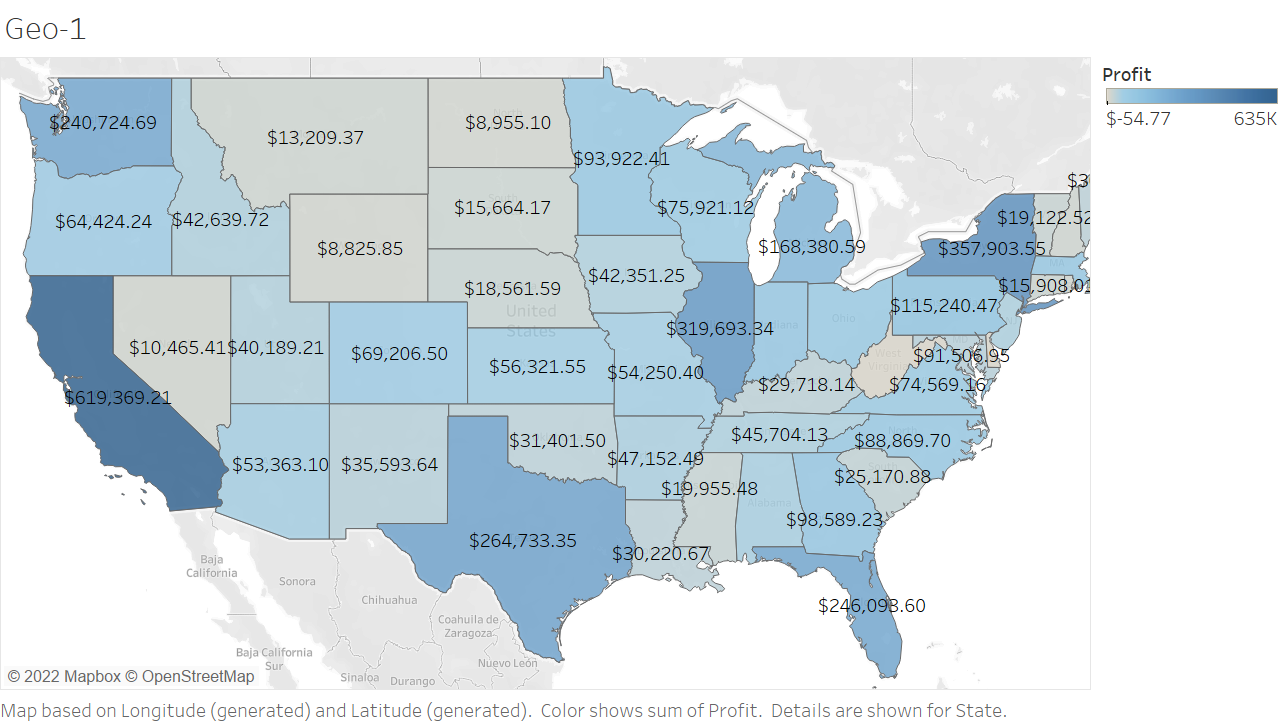 Geo-1
Profit
$-54.77 635K
$240,724.69
$13,209.37
$8,955.10
$93,922.41
$64,424.24
$42,639.72
$8,825.85
$15,664.17
$75,921.12
$168,380.59
$3
$19,122.52
$357,903.55
$18,561.59
$42,351.25
$15,908.01
$115,240.47
United
States
$10,465.41
$40,189.21
$69,206.50
$56,321.55
$54,250.40
$319,693.34
Ohio
West
Virginia
$91,506.95
$29,718.14
$74,569.16
$619,369.21
$53,363.10
$35,593.64
$31,401.50
$47,152.49
$45,704.13
North
$88,869.70
$19,955.48
$25,170.88
Alabama
$98,589.23
$264,733.35
$30,220.67
$246,093.60
Baja
California
Sonora
Chihuahua
Coahuila de
Zaragoza
Baja California
Sur
Sinaloa
Durango
Nuevo León
© 2022 Mapbox © OpenStreetMap
Map based on Longitude (generated) and Latitude (generated). Color shows sum of Profit. Details are shown for State.